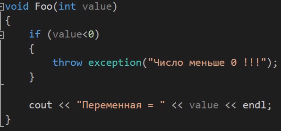 void Foo(int value)
{
if (value<0)
{
throw exception("Число меньше 0 !!!");
}
cout << "Переменная = " << value << endl;
}